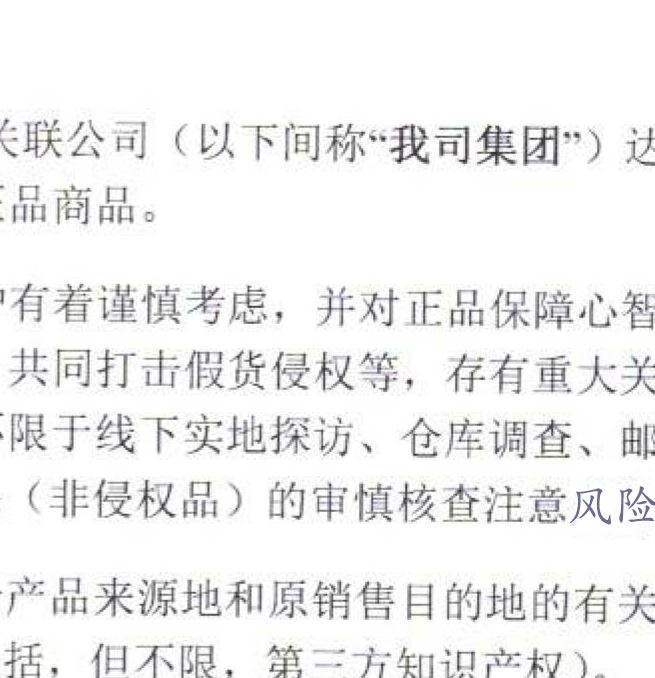 关联公司（以下间称“我司集团”）达
正品商品。
有着谨慎考虑，并对正品保障心智
共同打击假货侵权等，存有重大关
不限于线下实地探访、仓库调查、邮
（非侵权品）的审慎核查注意风险
产品来源地和原销售目的地的有关
括，但不限，第三方知识产权）。